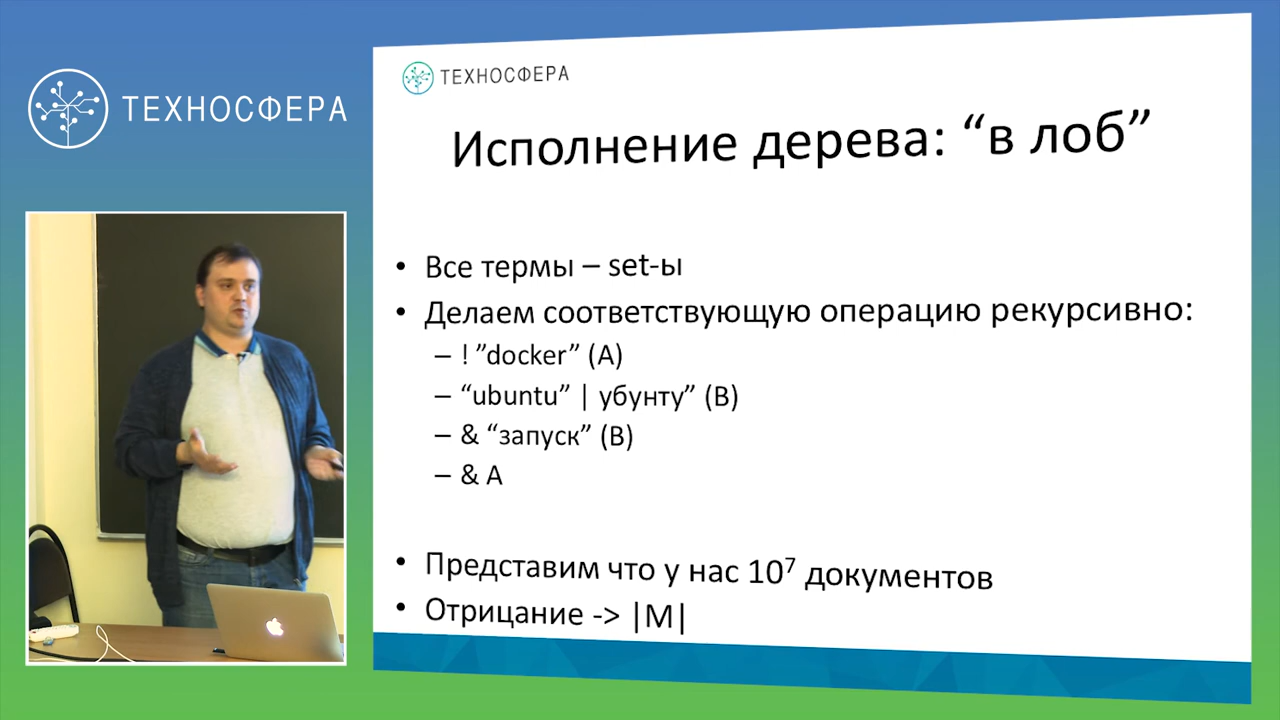 ТЕХНОСФЕРА
ТЕХНОСФЕРА
Исполнение дерева: “в лоб”
• Все термы – set-ы
• Делаем соответствующую операцию рекурсивно:
– ! ”docker” (A)
– “ubuntu” | убунту” (B)
– & “запуск” (B)
– & A
• Представим что у нас 10⁷ документов
• Отрицание -> |M|